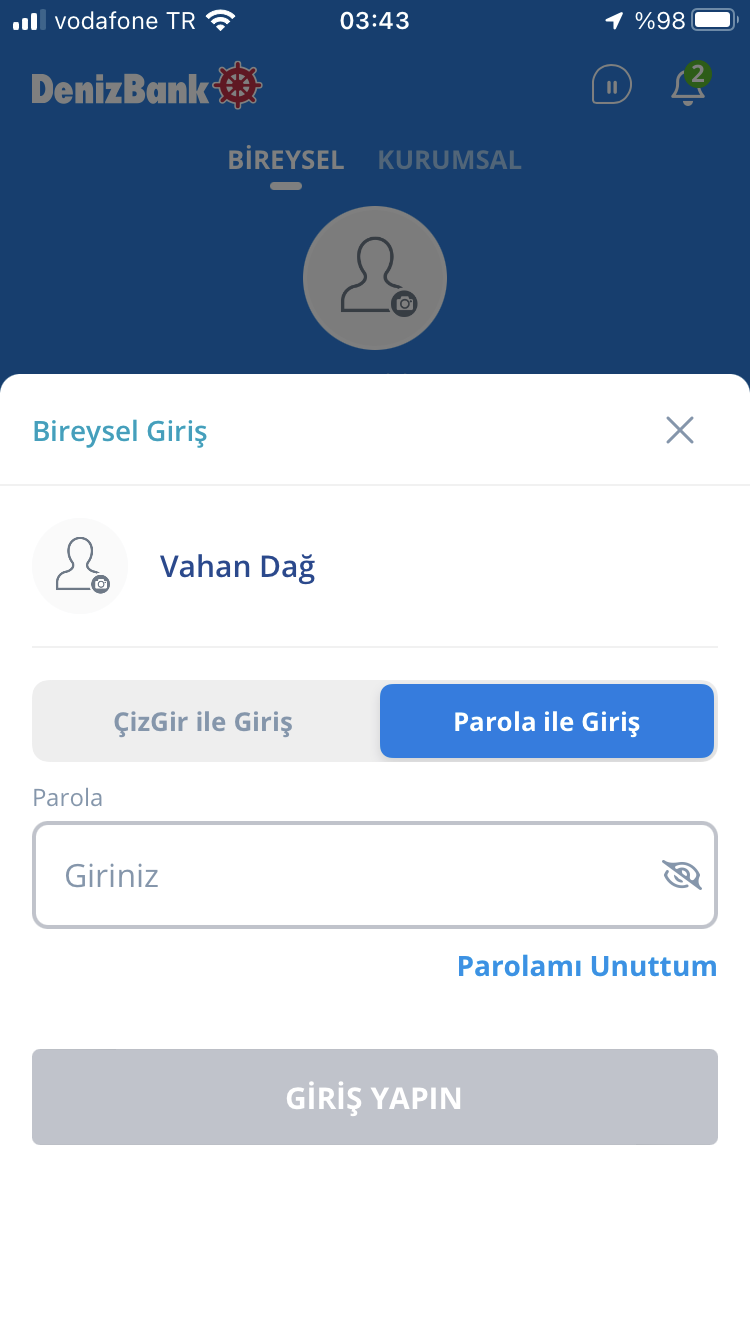 vodafone TR 03:43 %98
DenizBank 2
BİREYSEL KURUMSAL
Bireysel Giriş
Vahan Dağ
ÇizGir ile Giriş Parola ile Giriş
Parola
Giriniz
Parolamı Unuttum
GİRİŞ YAPIN